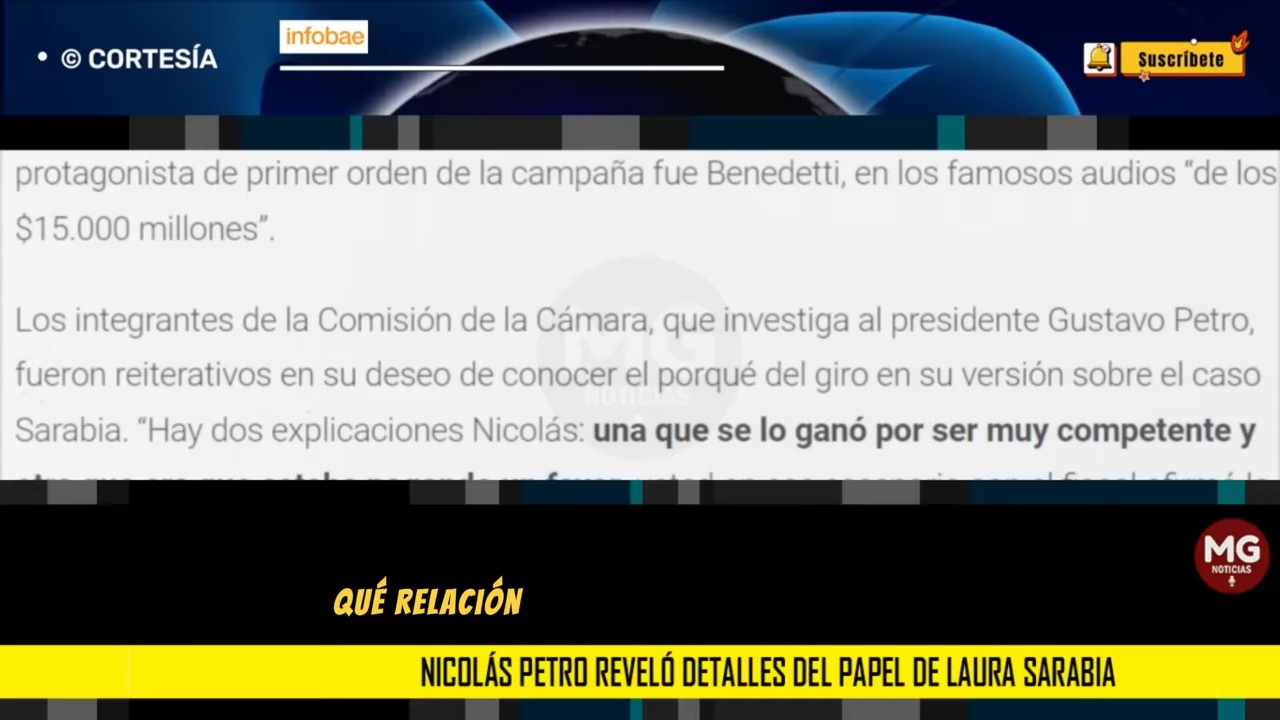 • © CORTESÍA
infobae
Suscríbete
protagonista de primer orden de la campaña fue Benedetti, en los famosos audios “de los
$15.000 millones”.
Los integrantes de la Comisión de la Cámara, que investiga al presidente Gustavo Petro,
fueron reiterativos en su deseo de conocer el porqué del giro en su versión sobre el caso
Sarabia. “Hay dos explicaciones Nicolás: una que se lo ganó por ser muy competente y
MG
NOTICIAS
MG
NOTICIAS
QUÉ RELACIÓN
NICOLÁS PETRO REVELÓ DETALLES DEL PAPEL DE LAURA SARABIA